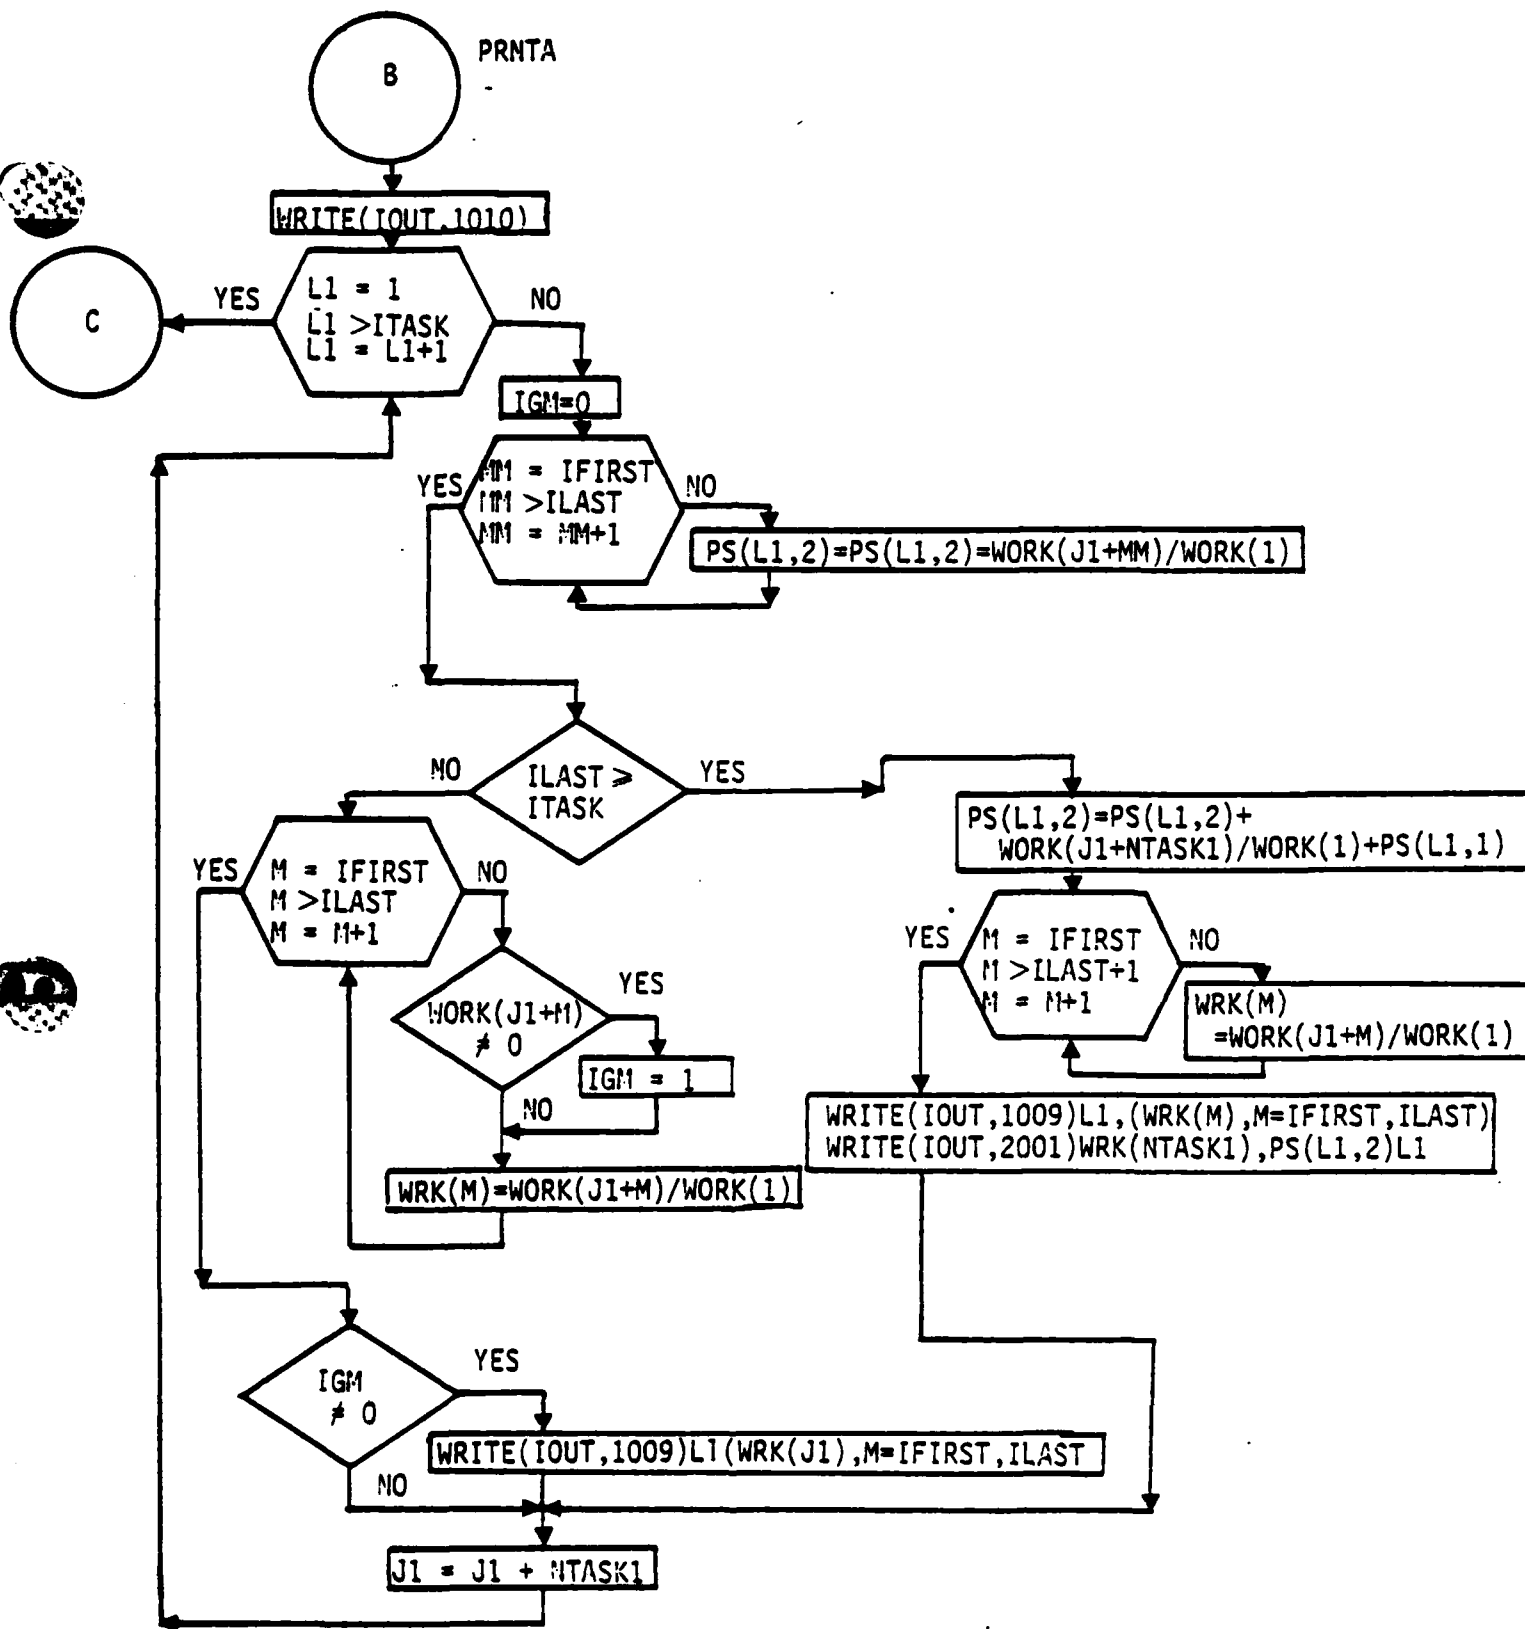 B
PRNTA
WRITE(IOUT,1010)
C
YES
L1 = 1
L1 >ITASK
L1 = L1+1
NO
IGM=0
YES
MM = IFIRST
MM >ILAST
MM = MM+1
NO
PS(L1,2)=PS(L1,2)=WORK(J1+MM)/WORK(1)
NO
ILAST ≥
ITASK
YES
PS(L1,2)=PS(L1,2)+
WORK(J1+NTASK1)/WORK(1)+PS(L1,1)
YES
M = IFIRST
M >ILAST
M = M+1
NO
YES
M = IFIRST
M >ILAST+1
M = M+1
NO
WRK(M)
=WORK(J1+M)/WORK(1)
WORK(J1+M)
≠ 0
YES
IGM = 1
NO
WRITE(IOUT,1009)L1,(WRK(M),M=IFIRST,ILAST)
WRITE(IOUT,2001)WRK(NTASK1),PS(L1,2)L1
WRK(M)=WORK(J1+M)/WORK(1)
IGM
≠ 0
YES
WRITE(IOUT,1009)L1(WRK(J1),M=IFIRST,ILAST
NO
J1 = J1 + NTASK1